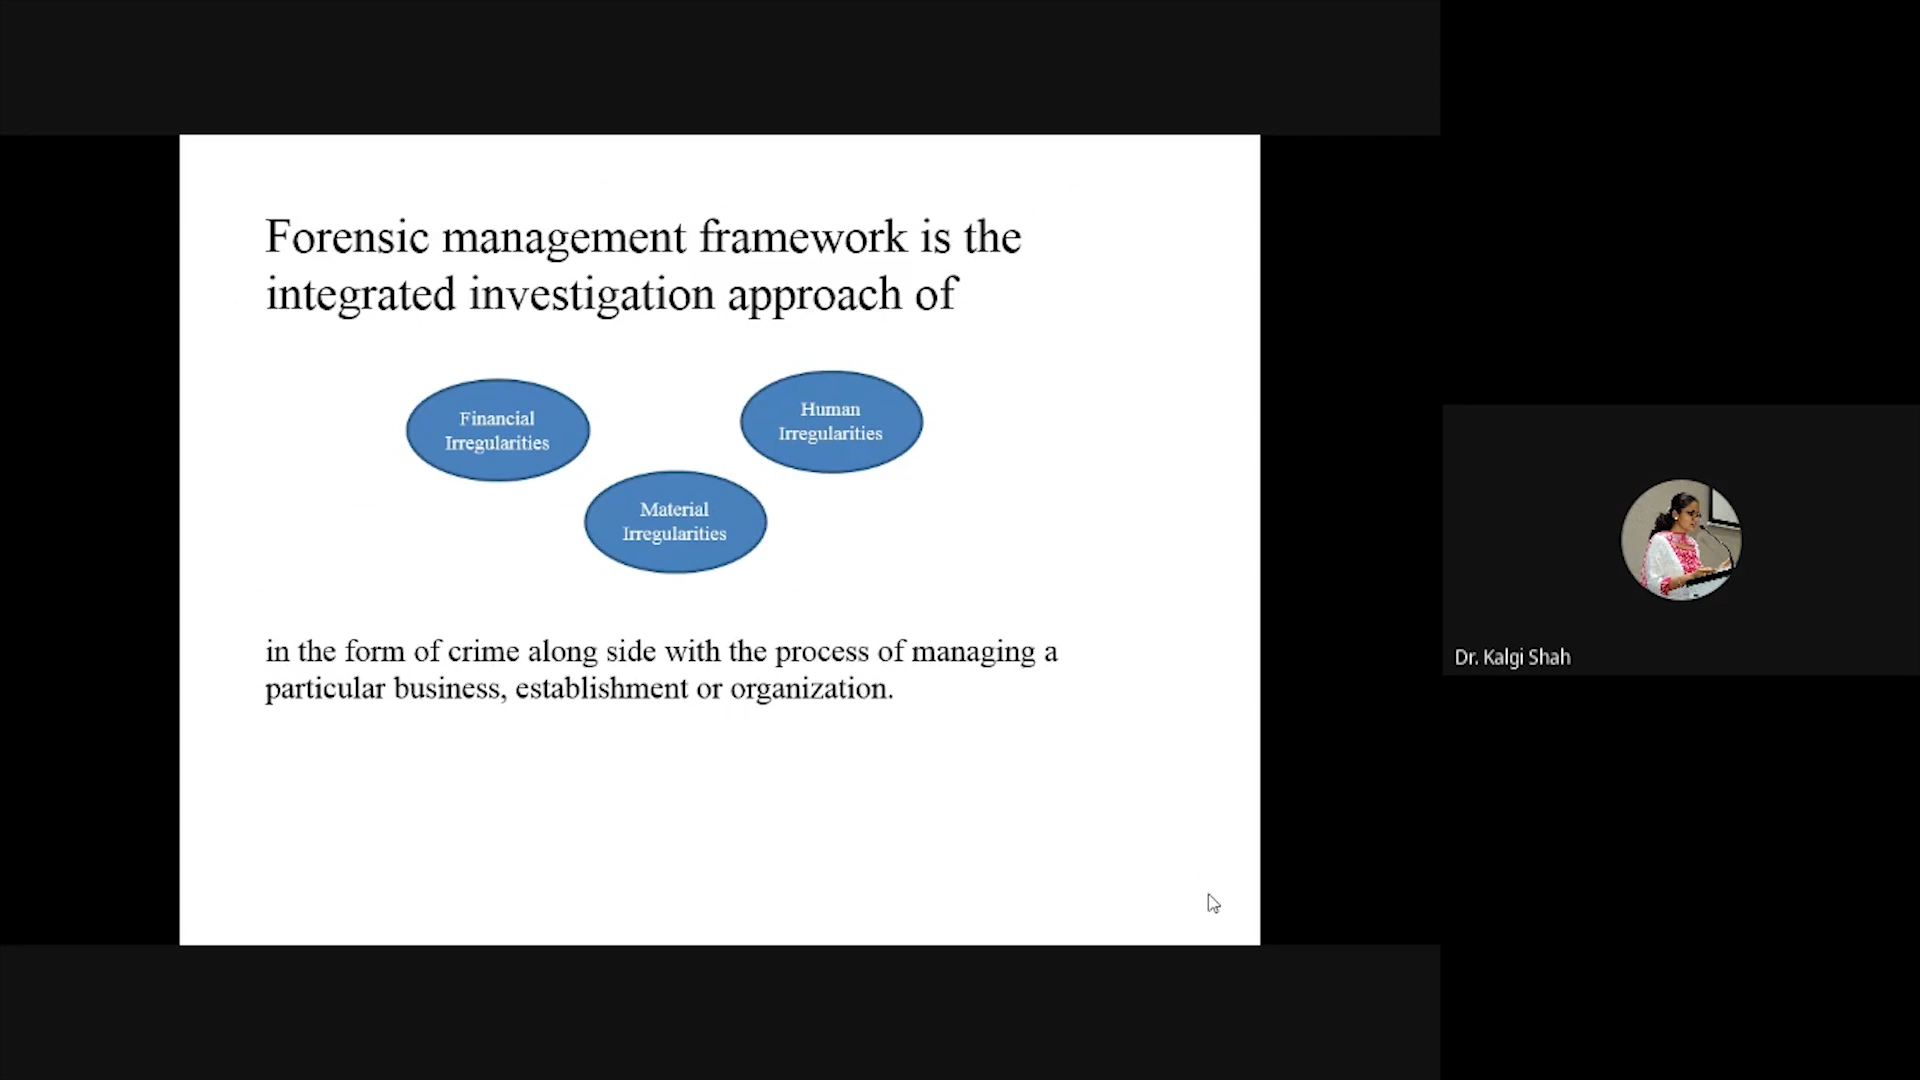 Forensic management framework is the
integrated investigation approach of
Financial
Irregularities
Human
Irregularities
Material
Irregularities
in the form of crime along side with the process of managing a
particular business, establishment or organization.
Dr. Kalgi Shah